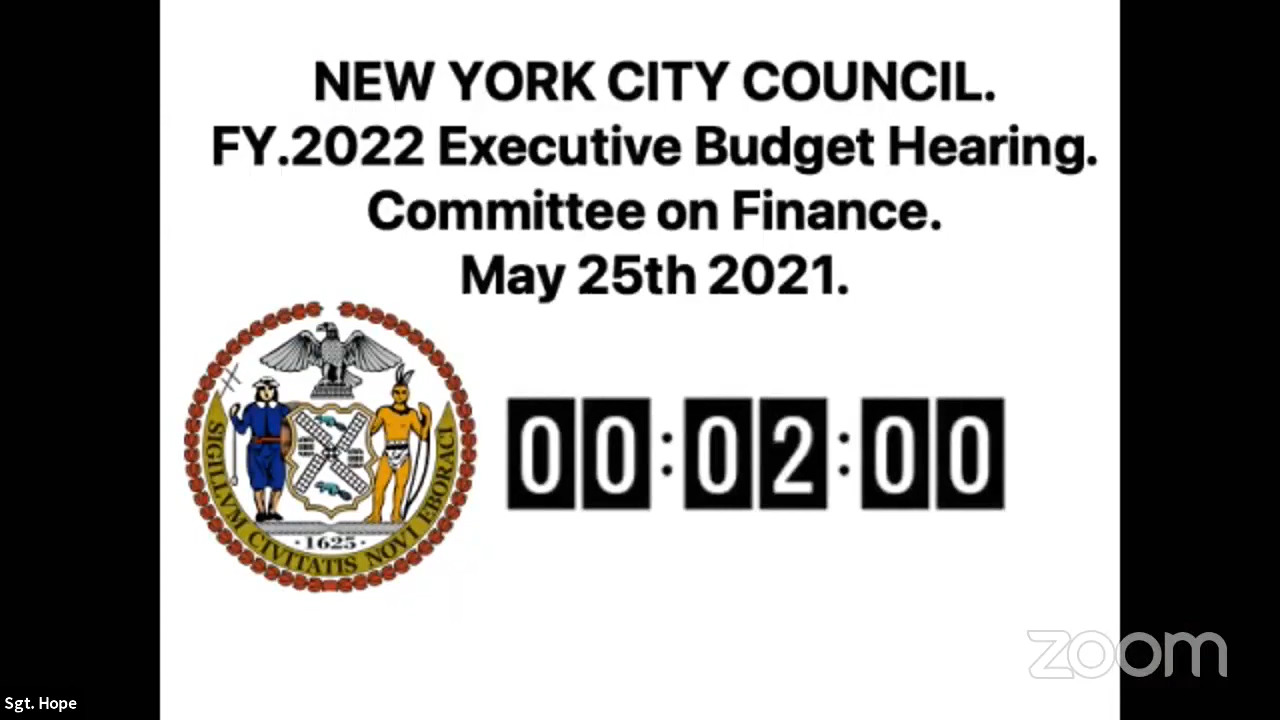 NEW YORK CITY COUNCIL.
FY.2022 Executive Budget Hearing.
Committee on Finance.
May 25th 2021.
00:02:00
SIGILLVM CIVITATIS NOVI EBORACI
·1625·
zoom
Sgt. Hope